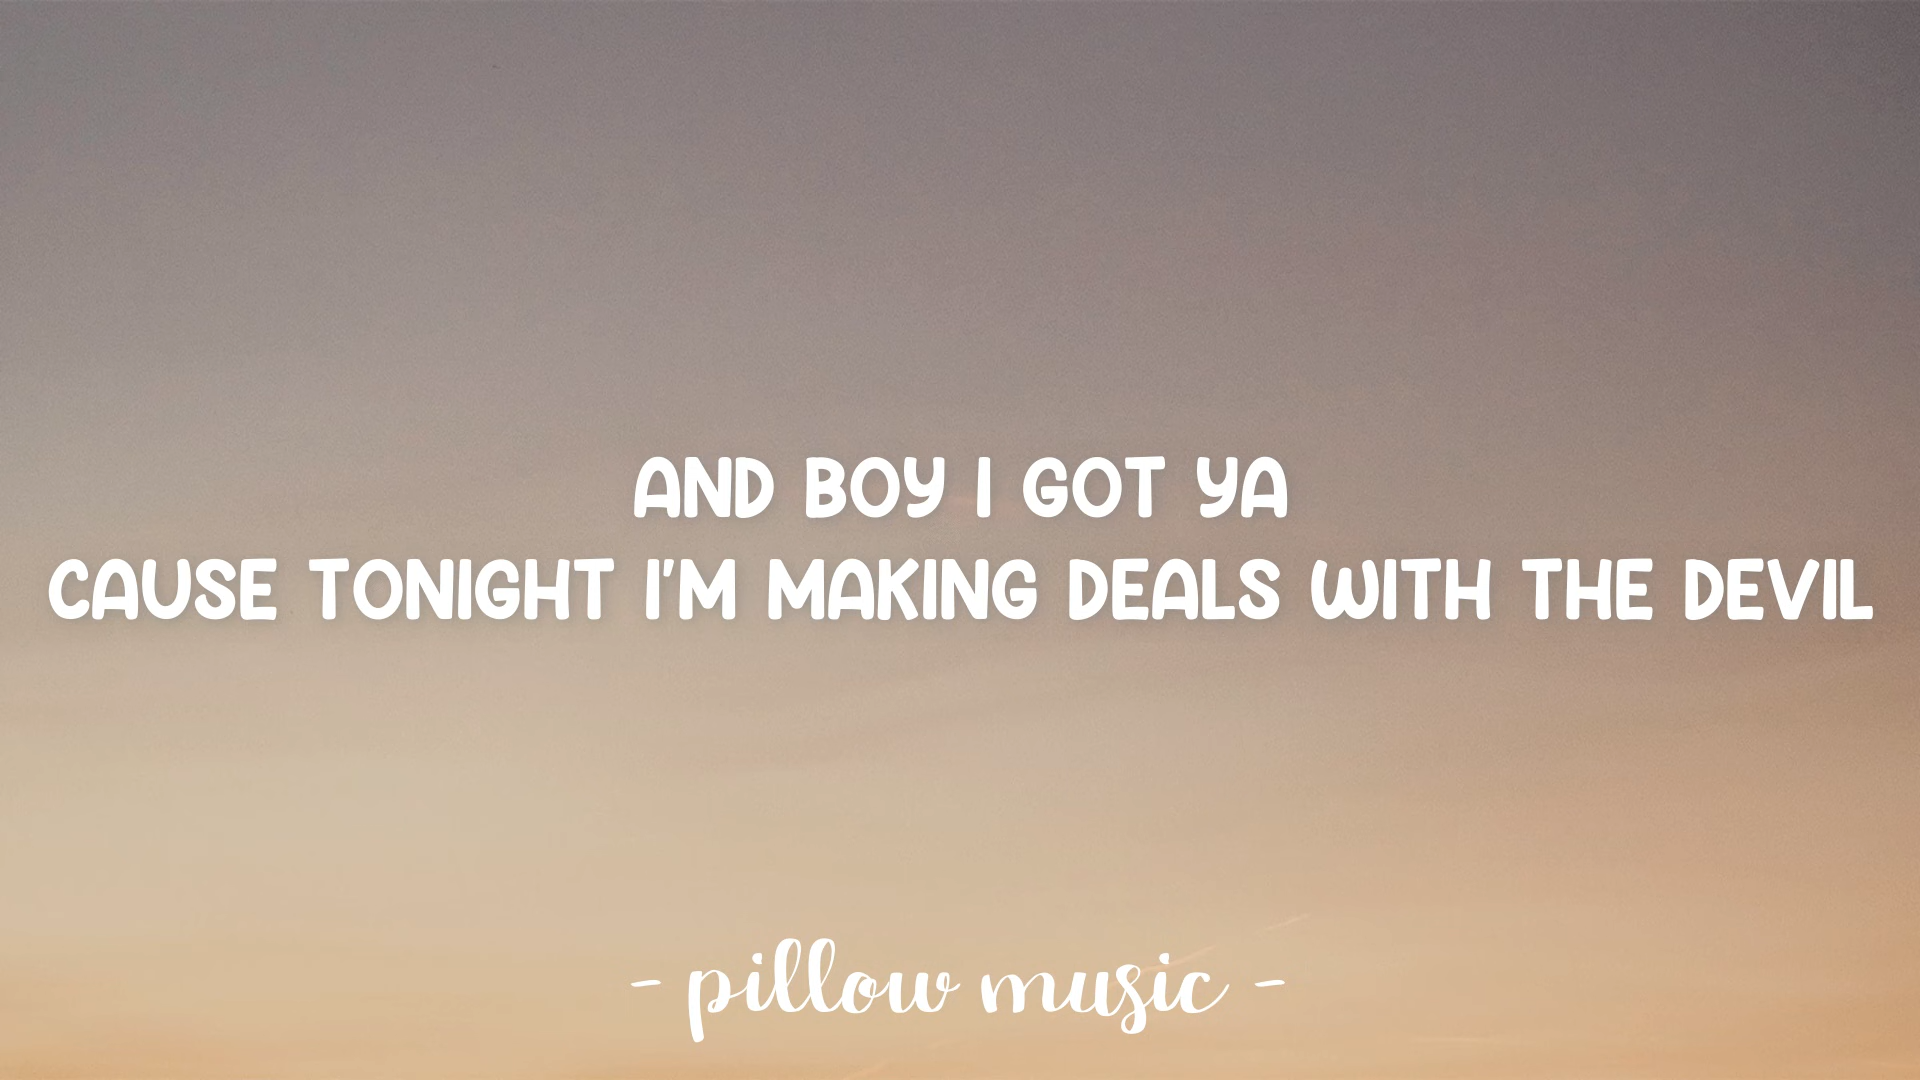 AND BOY I GOT YA
CAUSE TONIGHT I'M MAKING DEALS WITH THE DEVIL
- pillow music -